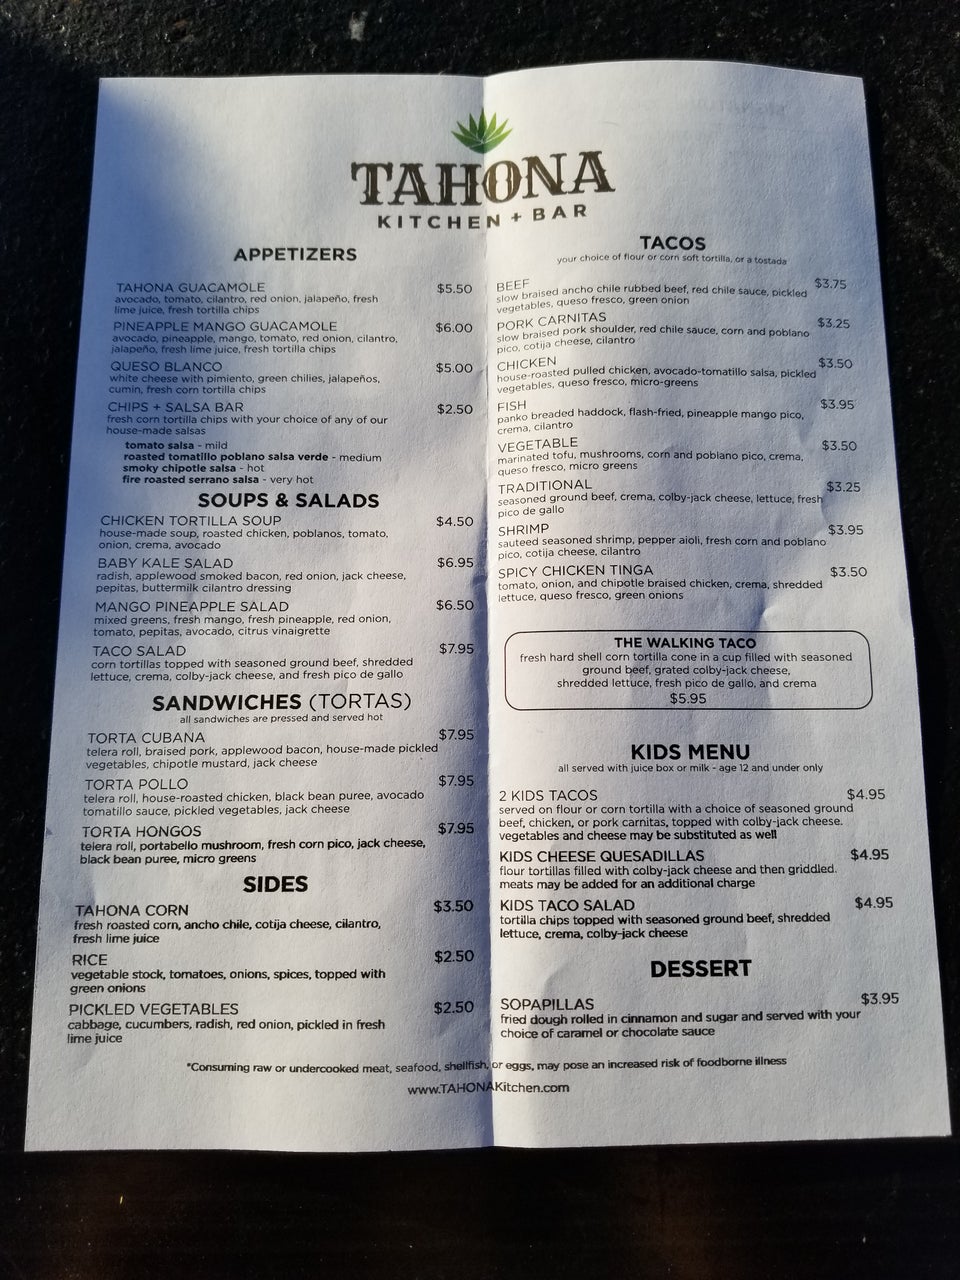 TAHONA
KITCHEN + BAR
APPETIZERS
TAHONA GUACAMOLE $5.50
avocado, tomato, cilantro, red onion, jalapeño, fresh
lime juice, fresh tortilla chips
PINEAPPLE MANGO GUACAMOLE $6.00
avocado, pineapple, mango, tomato, red onion, cilantro,
jalapeño, fresh lime juice, fresh tortilla chips
QUESO BLANCO $5.00
white cheese with pimiento, green chilies, jalapeños,
cumin, fresh corn tortilla chips
CHIPS + SALSA BAR $2.50
fresh corn tortilla chips with your choice of any of our
house-made salsas
tomato salsa - mild
roasted tomatillo poblano salsa verde - medium
smoky chipotle salsa - hot
fire roasted serrano salsa - very hot
SOUPS & SALADS
CHICKEN TORTILLA SOUP $4.50
house-made soup, roasted chicken, poblanos, tomato,
onion, crema, avocado
BABY KALE SALAD $6.95
radish, applewood smoked bacon, red onion, jack cheese,
pepitas, buttermilk cilantro dressing
MANGO PINEAPPLE SALAD $6.50
mixed greens, fresh mango, fresh pineapple, red onion,
tomato, pepitas, avocado, citrus vinaigrette
TACO SALAD $7.95
corn tortillas topped with seasoned ground beef, shredded
lettuce, crema, colby-jack cheese, and fresh pico de gallo
SANDWICHES (TORTAS)
all sandwiches are pressed and served hot
TORTA CUBANA $7.95
telera roll, braised pork, applewood bacon, house-made pickled
vegetables, chipotle mustard, jack cheese
TORTA POLLO $7.95
telera roll, house-roasted chicken, black bean puree, avocado
tomatillo sauce, pickled vegetables, jack cheese
TORTA HONGOS $7.95
telera roll, portabello mushroom, fresh corn pico, jack cheese,
black bean puree, micro greens
SIDES
TAHONA CORN $3.50
fresh roasted corn, ancho chile, cotija cheese, cilantro,
fresh lime juice
RICE $2.50
vegetable stock, tomatoes, onions, spices, topped with
green onions
PICKLED VEGETABLES $2.50
cabbage, cucumbers, radish, red onion, pickled in fresh
lime juice
TACOS
your choice of flour or corn soft tortilla, or a tostada
BEEF $3.75
slow braised ancho chile rubbed beef, red chile sauce, pickled
vegetables, queso fresco, green onion
PORK CARNITAS $3.25
slow braised pork shoulder, red chile sauce, corn and poblano
pico, cotija cheese, cilantro
CHICKEN $3.50
house-roasted pulled chicken, avocado-tomatillo salsa, pickled
vegetables, queso fresco, micro-greens
FISH $3.95
panko breaded haddock, flash-fried, pineapple mango pico,
crema, cilantro
VEGETABLE $3.50
marinated tofu, mushrooms, corn and poblano pico, crema,
queso fresco, micro greens
TRADITIONAL $3.25
seasoned ground beef, crema, colby-jack cheese, lettuce, fresh
pico de gallo
SHRIMP $3.95
sauteed seasoned shrimp, pepper aioli, fresh corn and poblano
pico, cotija cheese, cilantro
SPICY CHICKEN TINGA $3.50
tomato, onion, and chipotle braised chicken, crema, shredded
lettuce, queso fresco, green onions
THE WALKING TACO
fresh hard shell corn tortilla cone in a cup filled with seasoned
ground beef, grated colby-jack cheese,
shredded lettuce, fresh pico de gallo, and crema
$5.95
KIDS MENU
all served with juice box or milk - age 12 and under only
2 KIDS TACOS $4.95
served on flour or corn tortilla with a choice of seasoned ground
beef, chicken, or pork carnitas, topped with colby-jack cheese.
vegetables and cheese may be substituted as well
KIDS CHEESE QUESADILLAS $4.95
flour tortillas filled with colby-jack cheese and then griddled.
meats may be added for an additional charge
KIDS TACO SALAD $4.95
tortilla chips topped with seasoned ground beef, shredded
lettuce, crema, colby-jack cheese
DESSERT
SOPAPILLAS $3.95
fried dough rolled in cinnamon and sugar and served with your
choice of caramel or chocolate sauce
*Consuming raw or undercooked meat, seafood, shellfish, or eggs, may pose an increased risk of foodborne illness
www.TAHONAKitchen.com